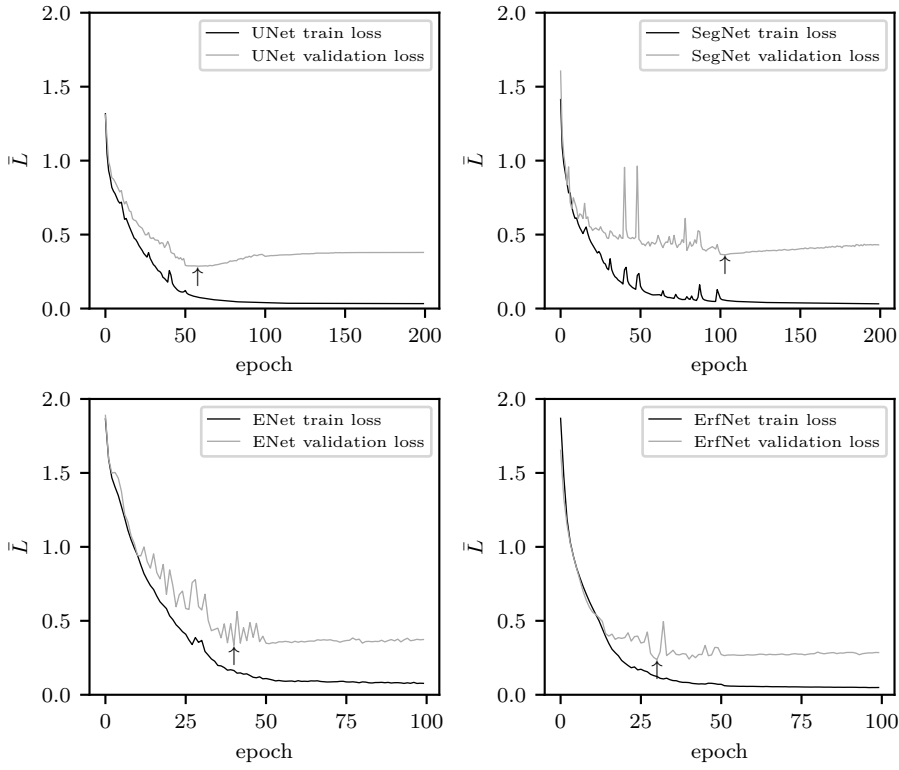 2.0
1.5
1.0
0.5
0.0
L̄
0 50 100 150 200
epoch
UNet train loss
UNet validation loss
2.0
1.5
1.0
0.5
0.0
L̄
0 50 100 150 200
epoch
SegNet train loss
SegNet validation loss
2.0
1.5
1.0
0.5
0.0
L̄
0 25 50 75 100
epoch
ENet train loss
ENet validation loss
2.0
1.5
1.0
0.5
0.0
L̄
0 25 50 75 100
epoch
ErfNet train loss
ErfNet validation loss